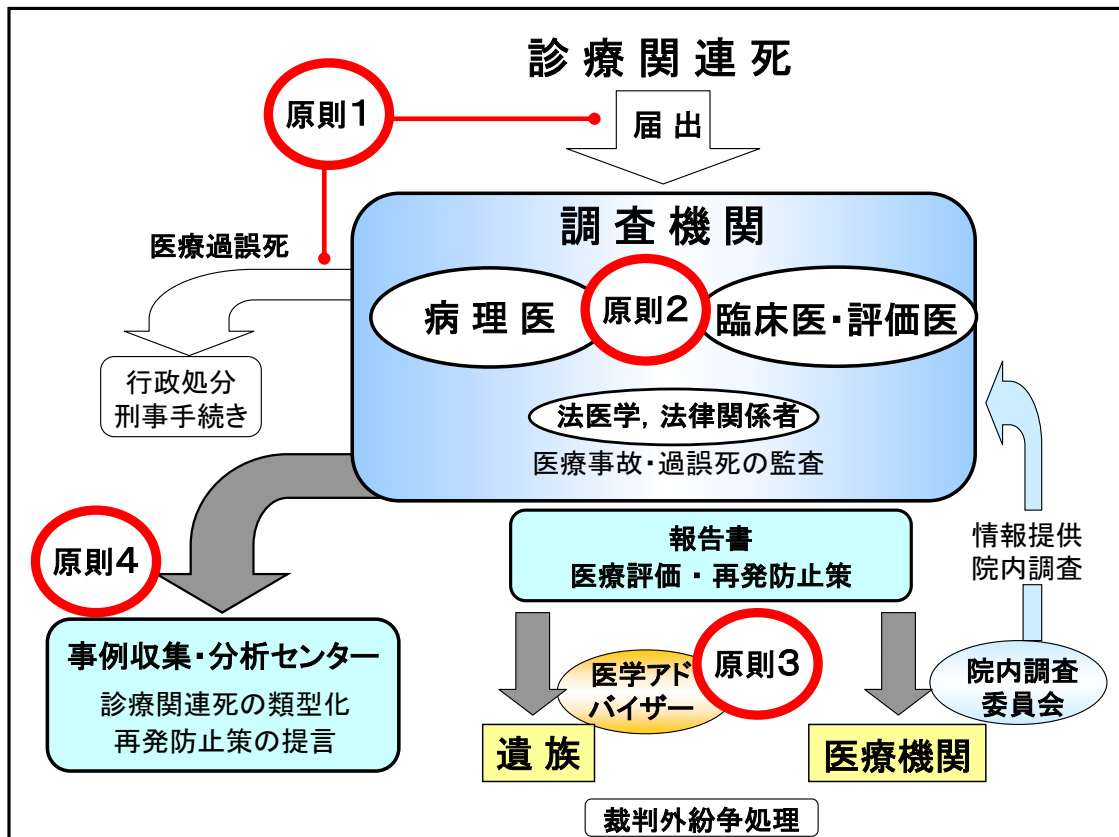 診療関連死
原則1
届出
調査機関
医療過誤死
病理医
原則2
臨床医・評価医
行政処分
刑事手続き
法医学, 法律関係者
医療事故・過誤死の監査
報告書
医療評価・再発防止策
情報提供
院内調査
原則4
事例収集・分析センター
診療関連死の類型化
再発防止策の提言
医学アド
バイザー
原則3
院内調査
委員会
遺族
医療機関
裁判外紛争処理